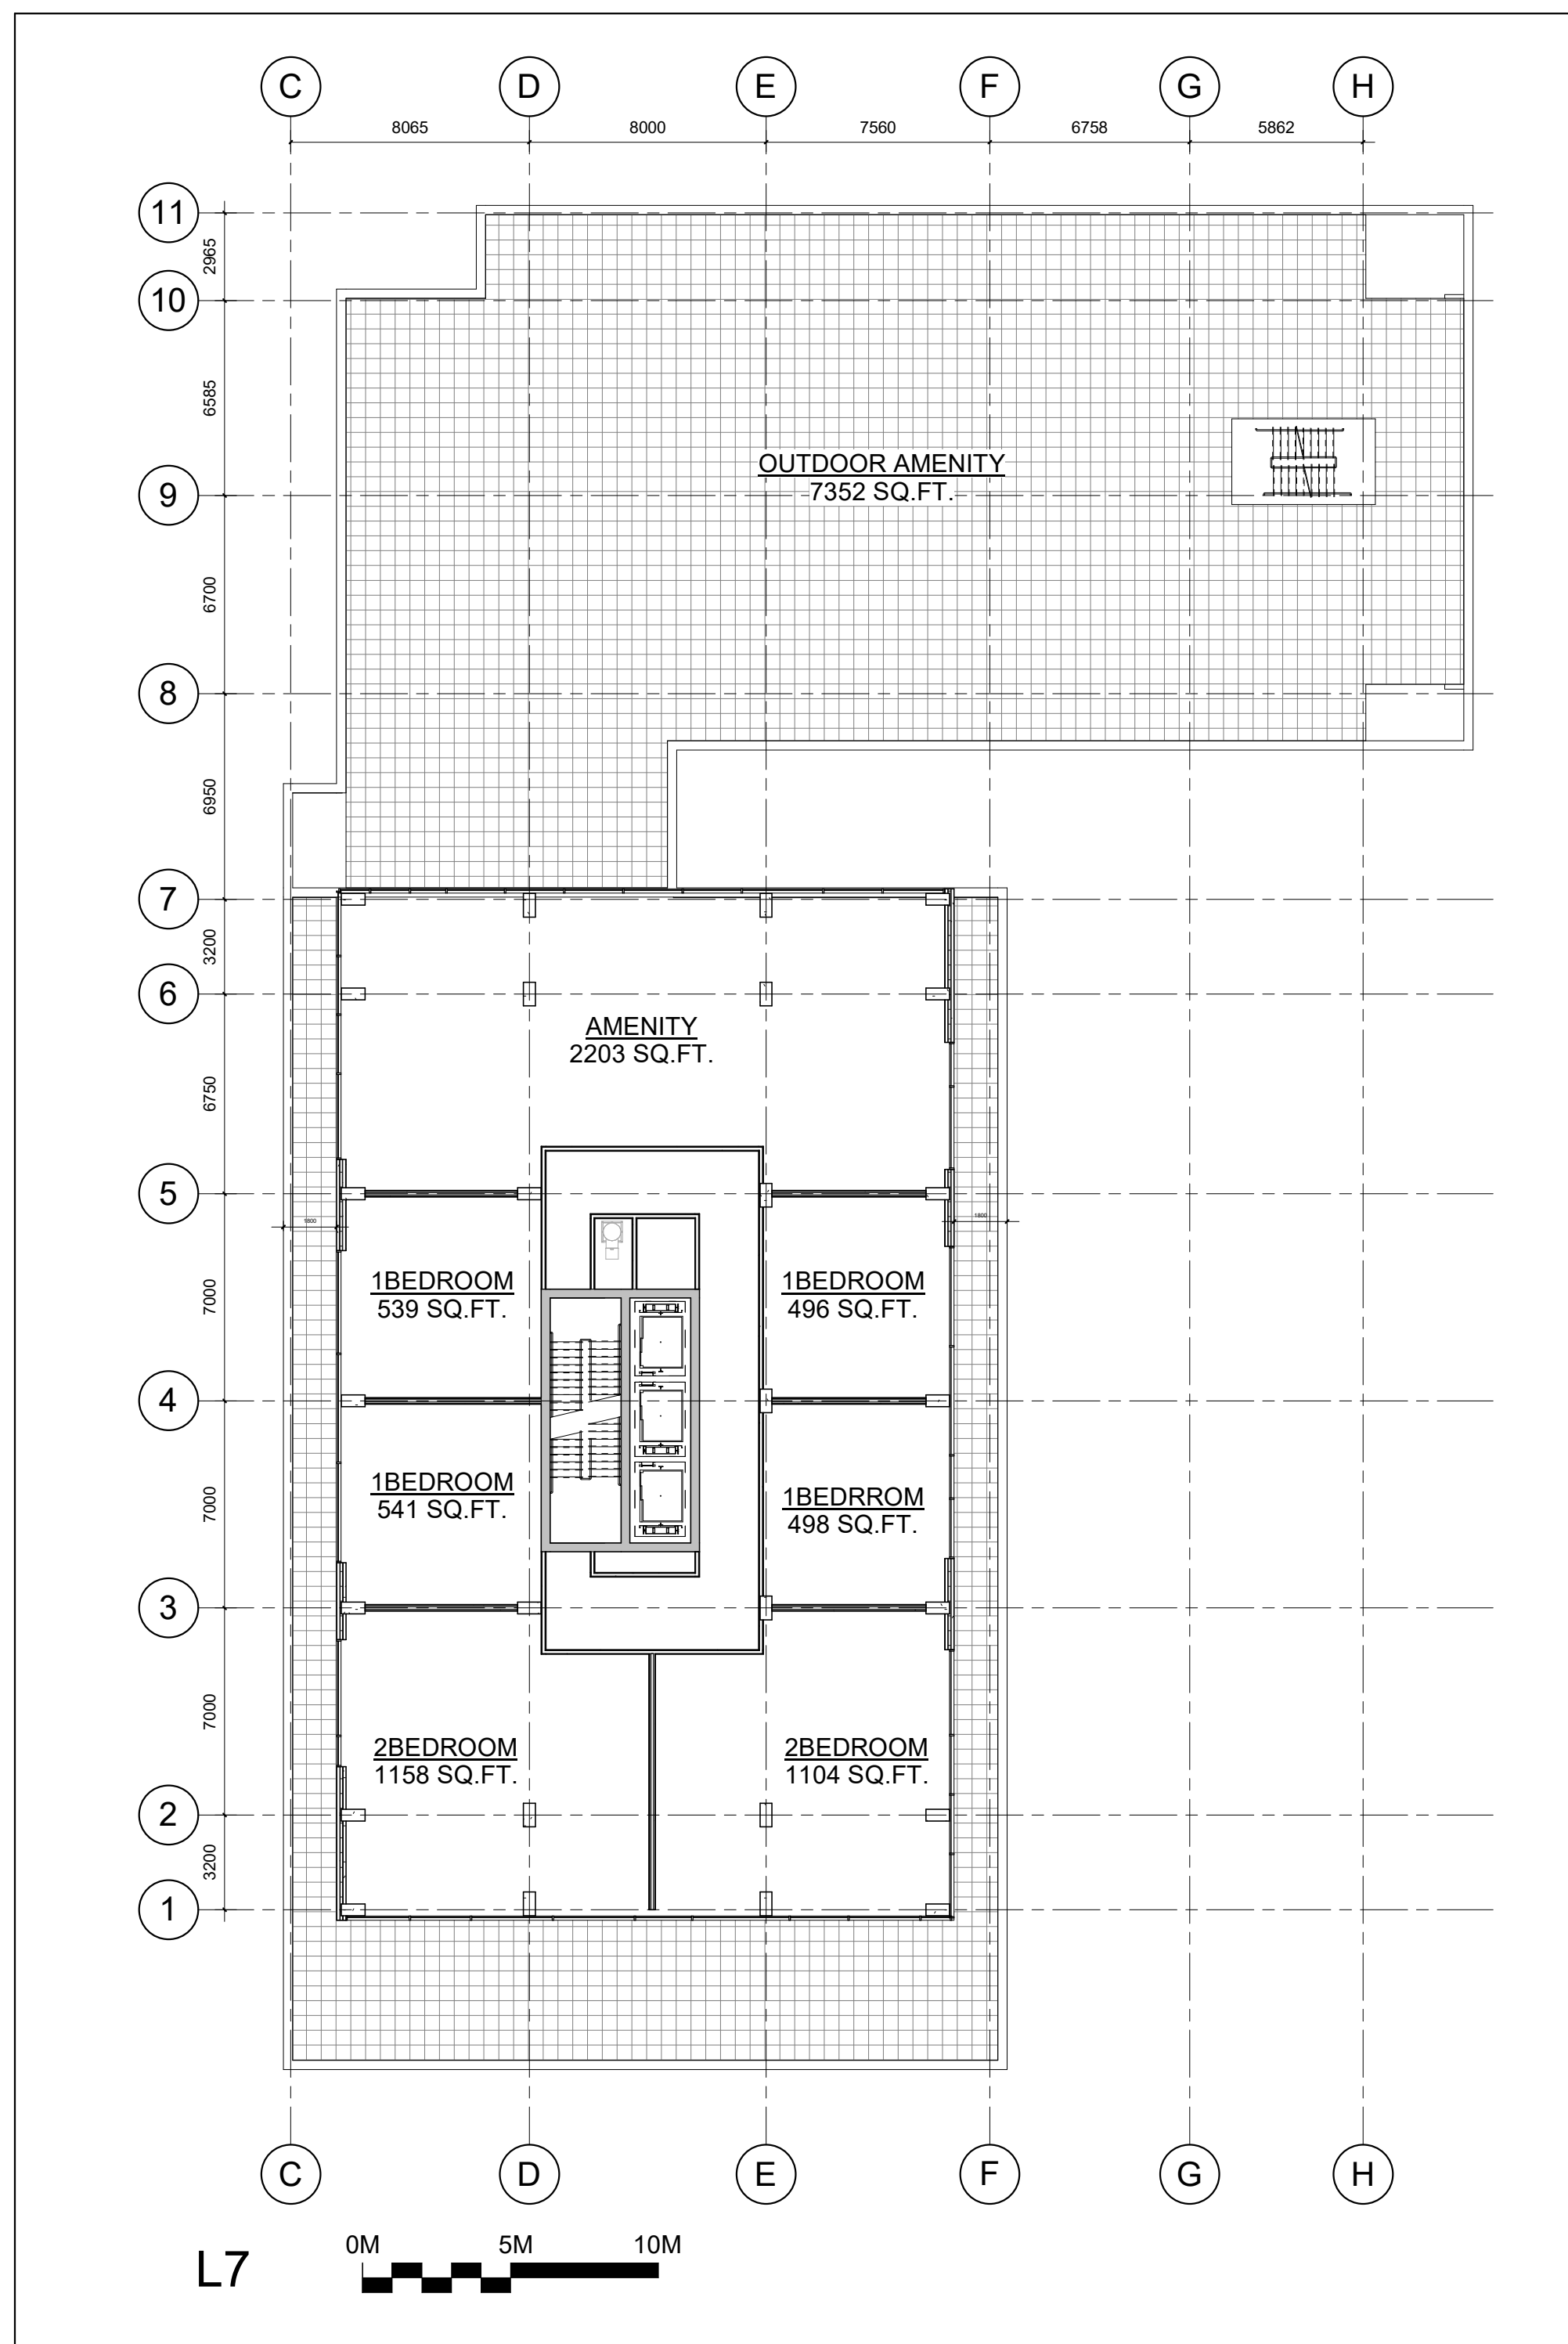 C D E F G H
8065 8000 7560 6758 5862
11
2965
10
6585
OUTDOOR AMENITY
7352 SQ.FT.
9
6700
8
6950
7
3200
6
AMENITY
2203 SQ.FT.
6750
5
1800 1800
1BEDROOM
539 SQ.FT.
1BEDROOM
496 SQ.FT.
7000
4
1BEDROOM
541 SQ.FT.
1BEDRROM
498 SQ.FT.
7000
3
7000
2BEDROOM
1158 SQ.FT.
2BEDROOM
1104 SQ.FT.
2
3200
1
C D E F G H
L7
0M 5M 10M